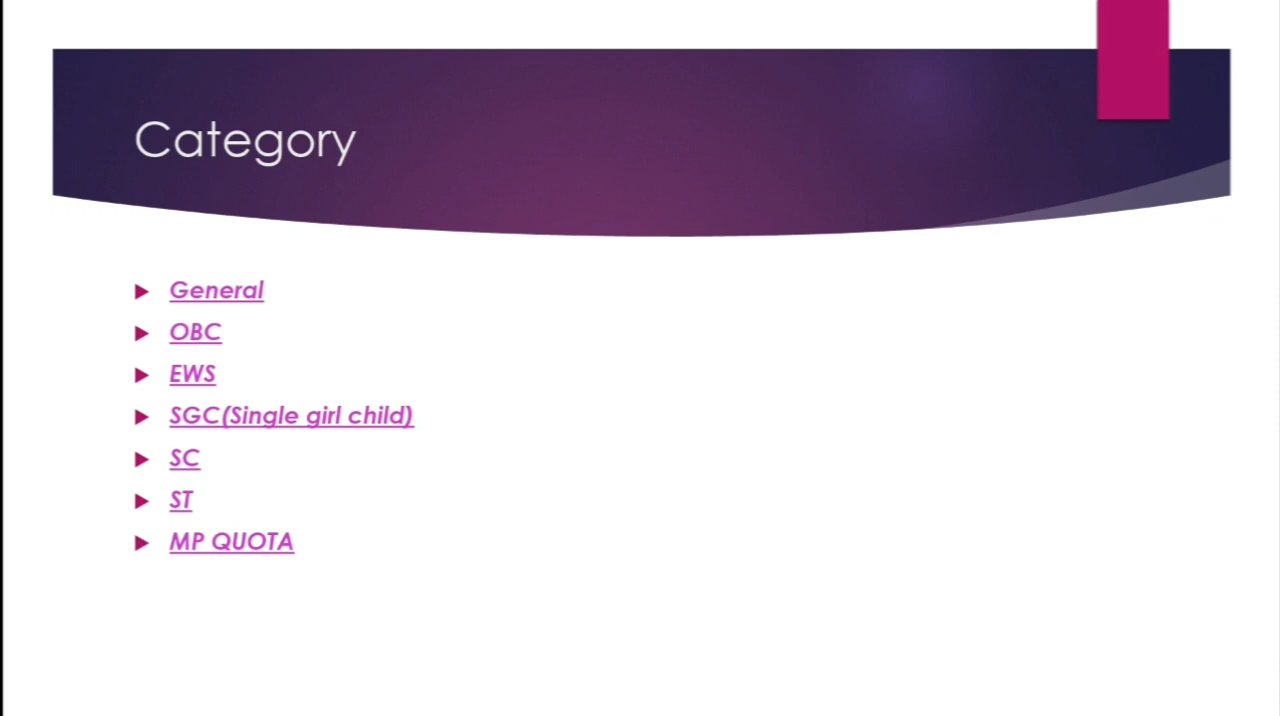 Category
General
OBC
EWS
SGC(Single girl child)
SC
ST
MP QUOTA